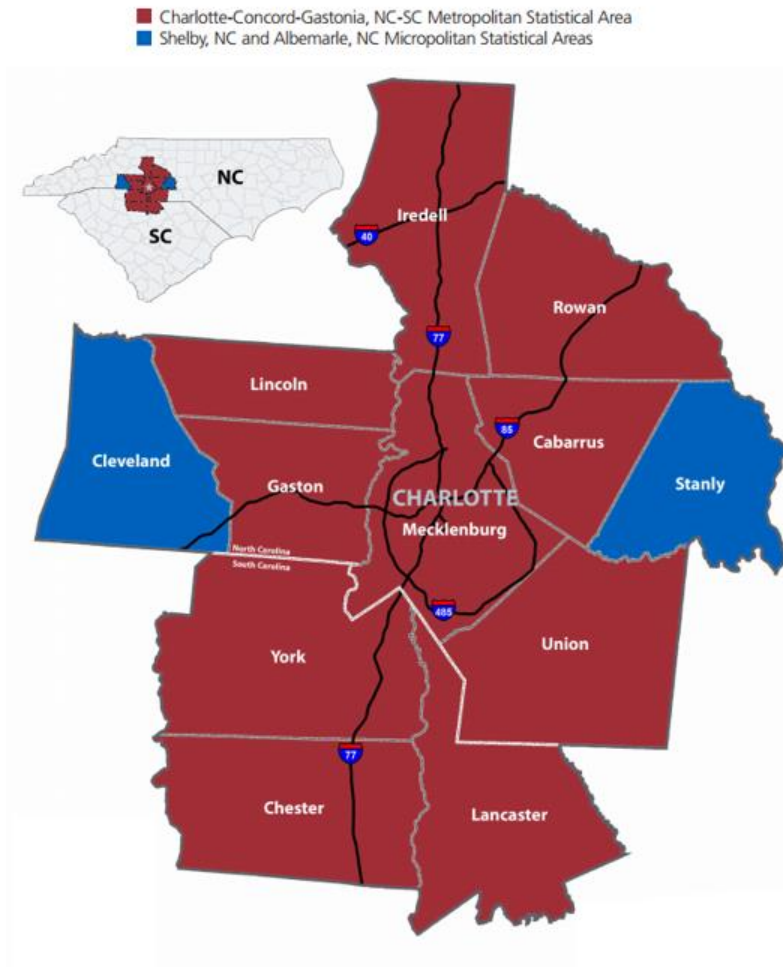 Charlotte-Concord-Gastonia, NC-SC Metropolitan Statistical Area
Shelby, NC and Albemarle, NC Micropolitan Statistical Areas
NC
SC
Iredell
40
Rowan
77
Lincoln
85
Cabarrus
Cleveland
Gaston
Stanly
CHARLOTTE
Mecklenburg
North Carolina
South Carolina
485
York
Union
77
Chester
Lancaster